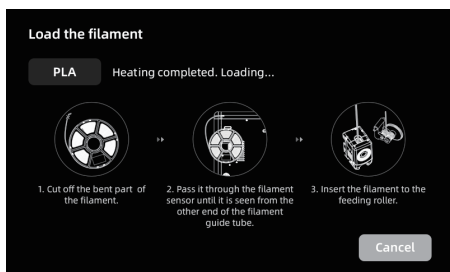 Load the filament
PLA
Heating completed. Loading...
1. Cut off the bent part of
the filament.
2. Pass it through the filament
sensor until it is seen from the
other end of the filament
guide tube.
3. Insert the filament to the
feeding roller.
Cancel